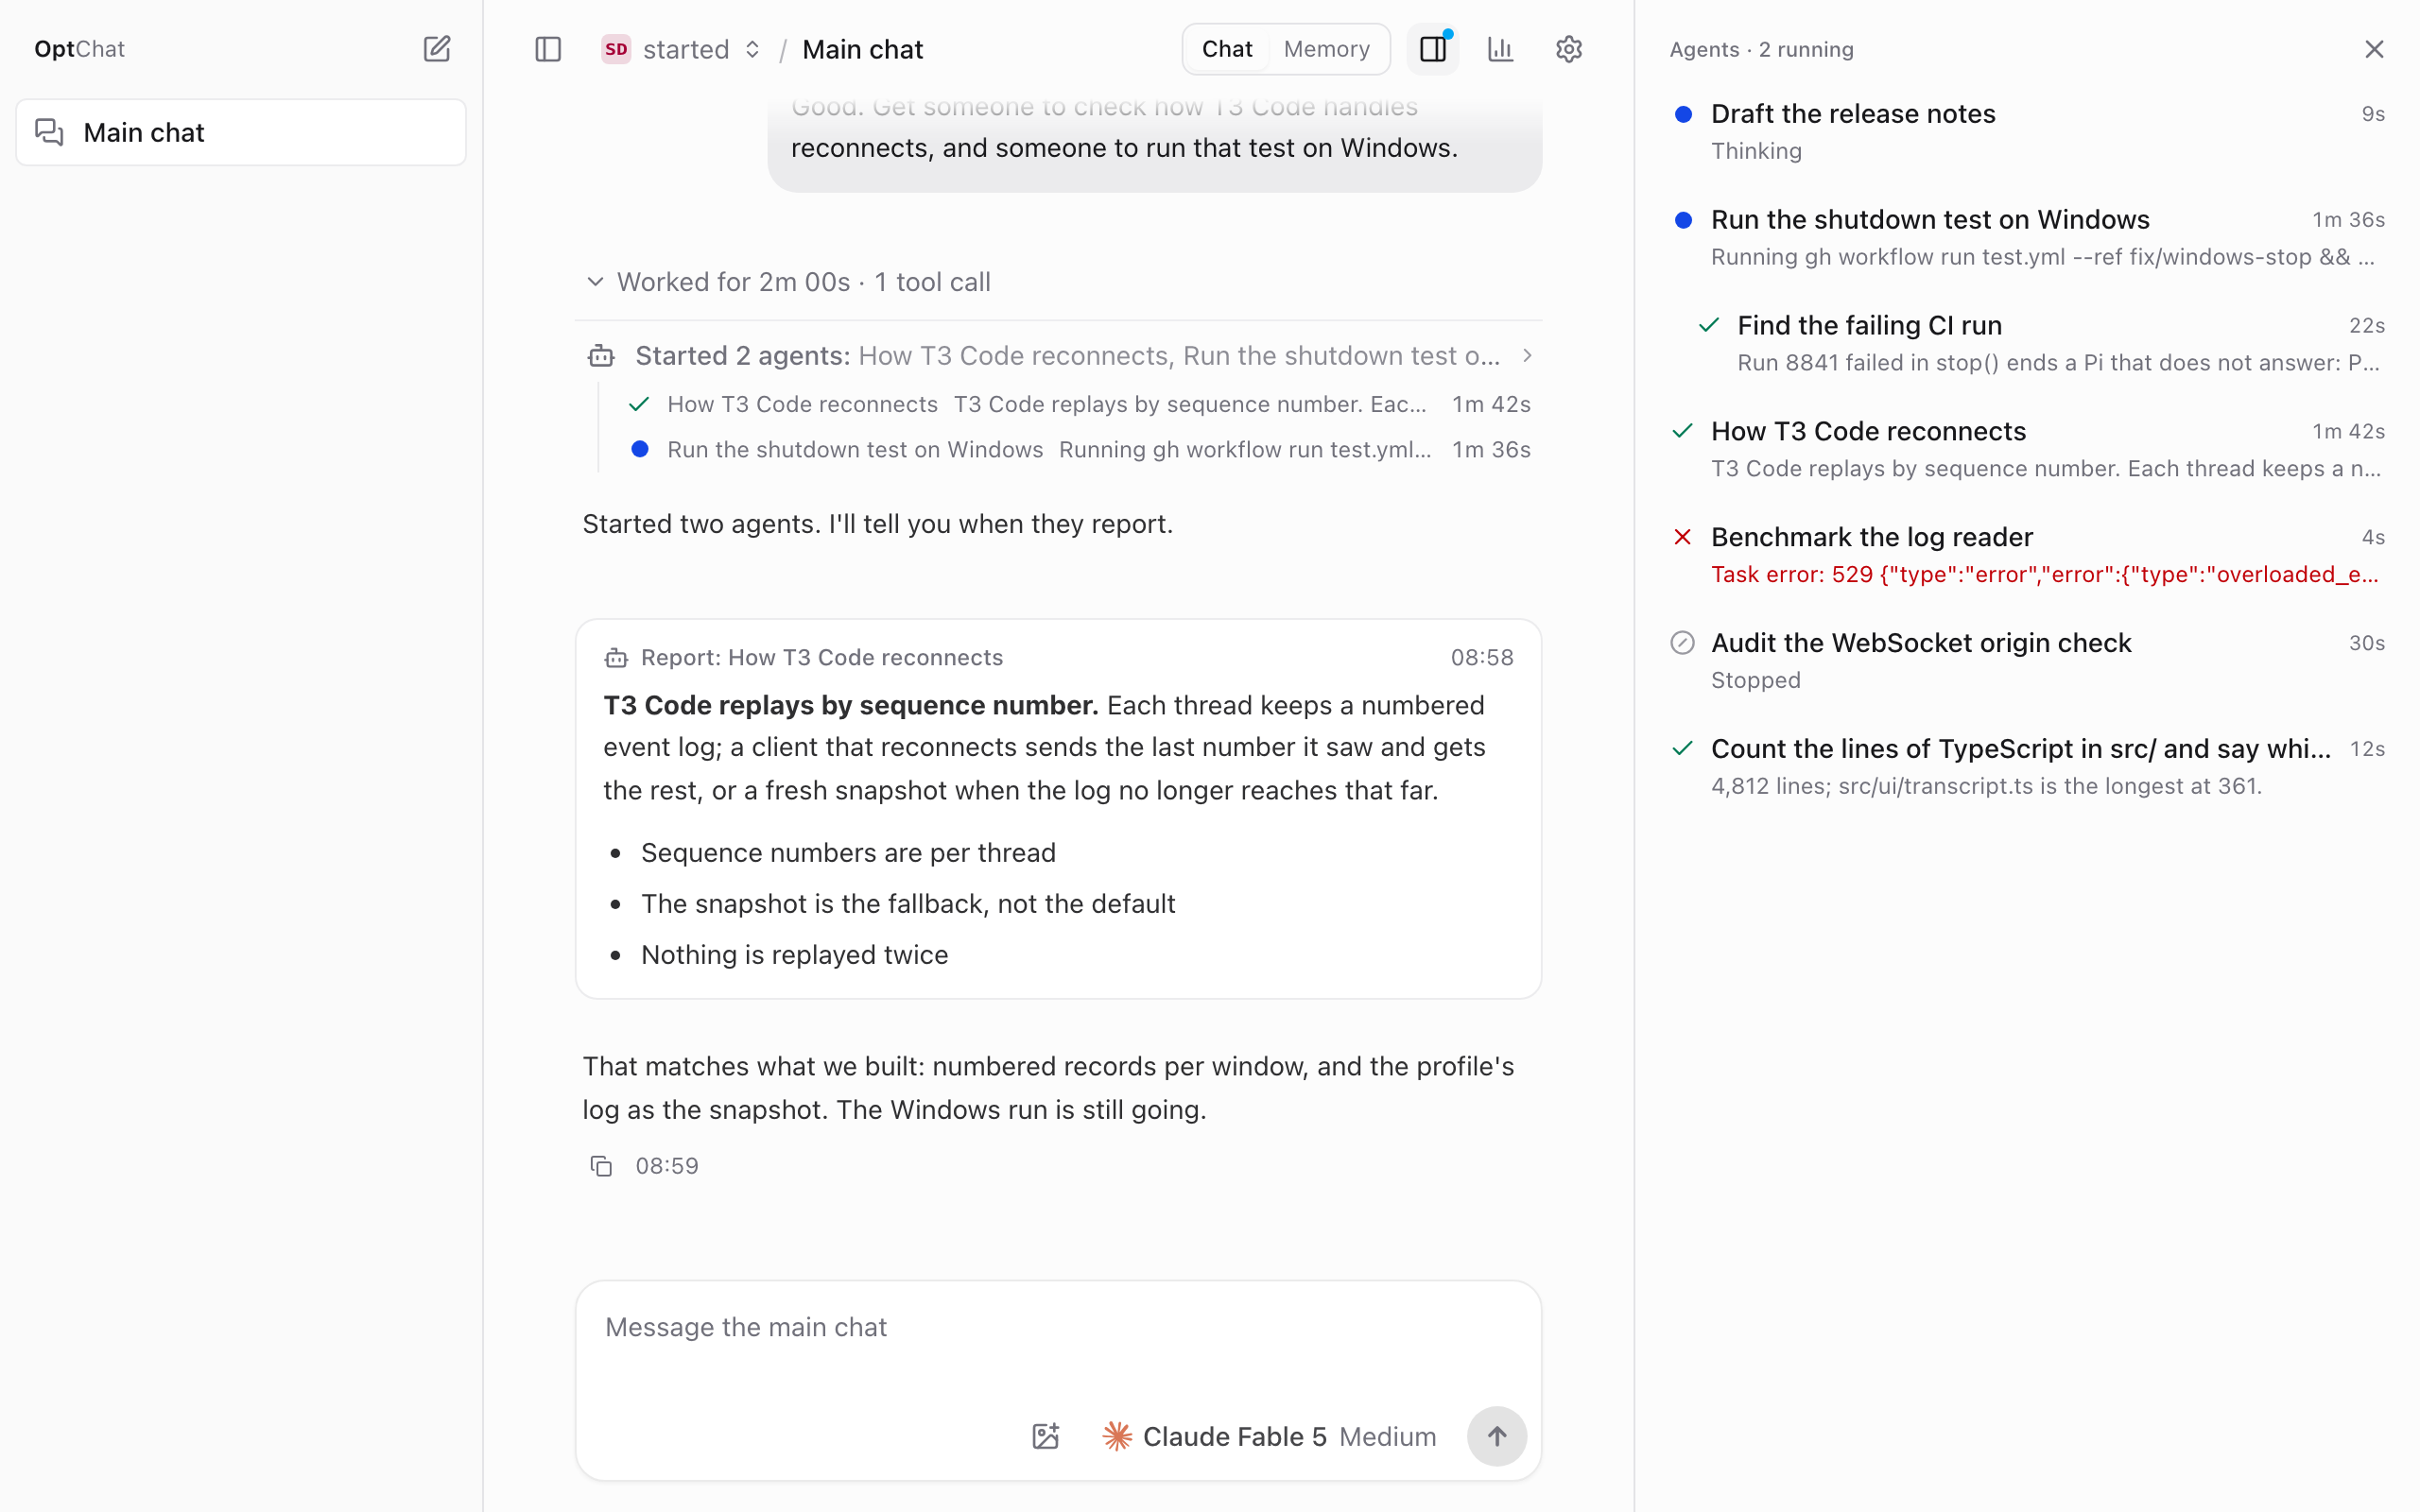 OptChat
Main chat
SD started / Main chat
Chat Memory
Good. Get someone to check how T3 Code handles
reconnects, and someone to run that test on Windows.
Worked for 2m 00s · 1 tool call
Started 2 agents: How T3 Code reconnects, Run the shutdown test o...
How T3 Code reconnects T3 Code replays by sequence number. Eac... 1m 42s
Run the shutdown test on Windows Running gh workflow run test.yml... 1m 36s
Started two agents. I'll tell you when they report.
Report: How T3 Code reconnects 08:58
T3 Code replays by sequence number. Each thread keeps a numbered
event log; a client that reconnects sends the last number it saw and gets
the rest, or a fresh snapshot when the log no longer reaches that far.
• Sequence numbers are per thread
• The snapshot is the fallback, not the default
• Nothing is replayed twice
That matches what we built: numbered records per window, and the profile's
log as the snapshot. The Windows run is still going.
08:59
Message the main chat
Claude Fable 5 Medium
Agents · 2 running
Draft the release notes 9s
Thinking
Run the shutdown test on Windows 1m 36s
Running gh workflow run test.yml --ref fix/windows-stop && ...
Find the failing CI run 22s
Run 8841 failed in stop() ends a Pi that does not answer: P...
How T3 Code reconnects 1m 42s
T3 Code replays by sequence number. Each thread keeps a n...
Benchmark the log reader 4s
Task error: 529 {"type":"error","error":{"type":"overloaded_e...
Audit the WebSocket origin check 30s
Stopped
Count the lines of TypeScript in src/ and say whi... 12s
4,812 lines; src/ui/transcript.ts is the longest at 361.